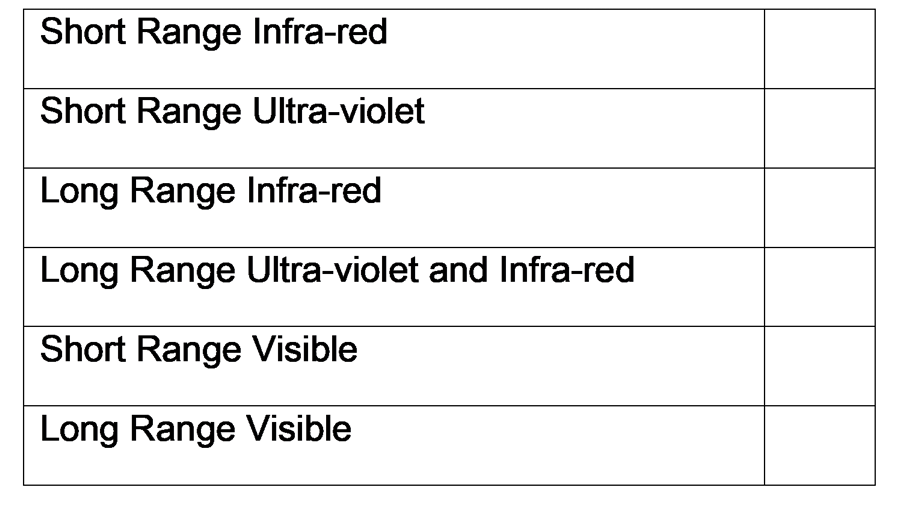 Short Range Infra-red
Short Range Ultra-violet
Long Range Infra-red
Long Range Ultra-violet and Infra-red
Short Range Visible
Long Range Visible